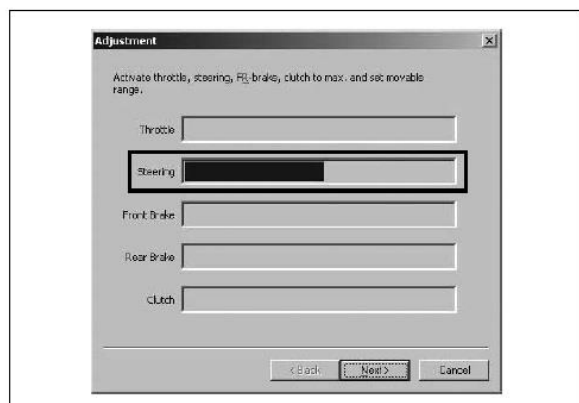 Adjustment
Activate throttle, steering, FR-brake, clutch to max. and set movable
range.
Throttle
Steering
Front Brake
Rear Brake
Clutch
< Back Next > Cancel